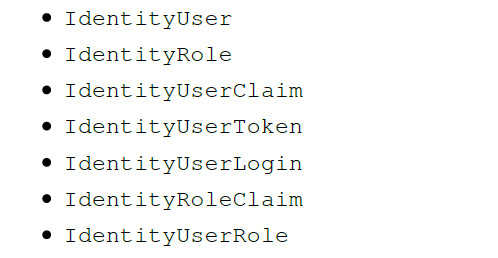 IdentityUser
IdentityRole
IdentityUserClaim
IdentityUserToken
IdentityUserLogin
IdentityRoleClaim
IdentityUserRole